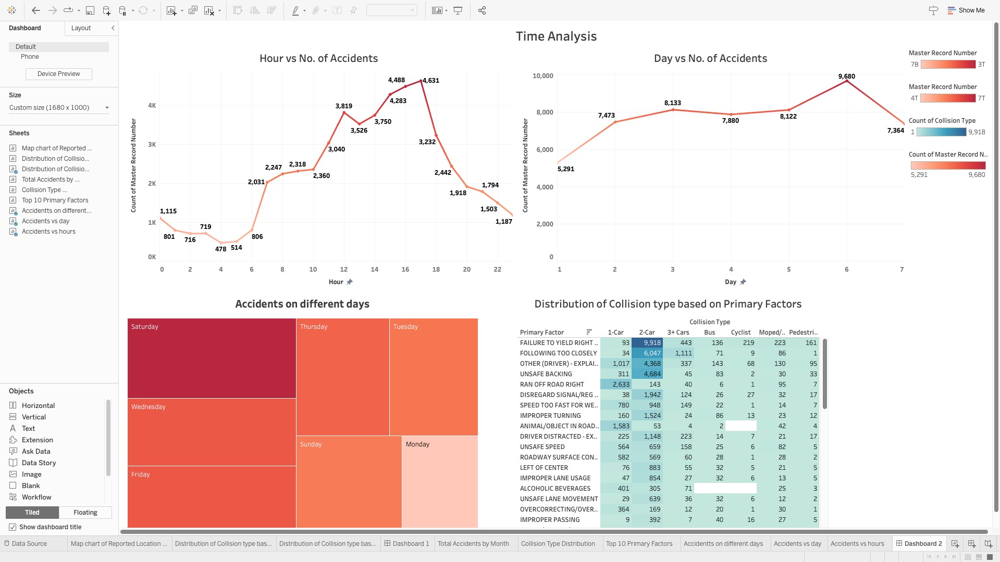 Show Me
Dashboard
Layout
Default
Phone
Device Preview
Size
Custom size (1680 x 1000)
Sheets
Map chart of Reported ...
Distribution of Collisio...
Distribution of Collisio...
Total Accidents by ...
Collision Type ...
Top 10 Primary Factors
Accidentts on different...
Accidents vs day
Accidents vs hours
Objects
Horizontal
Vertical
Text
Extension
Ask Data
Data Story
Image
Blank
Workflow
Tiled
Floating
Show dashboard title
Time Analysis
Hour vs No. of Accidents
Count of Master Record Number
4K
3K
2K
1K
0K
1,115
801
716
719
478
514
806
2,031
2,247
2,318
2,360
3,040
3,819
3,526
3,750
4,283
4,488
4,631
3,232
2,442
1,918
1,794
1,503
1,187
0 2 4 6 8 10 12 14 16 18 20 22
Hour
Day vs No. of Accidents
Count of Master Record Number
10,000
8,000
6,000
4,000
2,000
0
5,291
7,473
8,133
7,880
8,122
9,680
7,364
1 2 3 4 5 6 7
Day
Master Record Number
7B 3T
Master Record Number
4T 7T
Count of Collision Type
1 9,918
Count of Master Record N..
5,291 9,680
Accidents on different days
Saturday
Wednesday
Friday
Thursday
Tuesday
Sunday
Monday
Distribution of Collision type based on Primary Factors
Collision Type
Primary Factor 1-Car 2-Car 3+ Cars Bus Cyclist Moped/.. Pedestri..
FAILURE TO YIELD RIGHT .. 93 9,918 443 136 219 223 161
FOLLOWING TOO CLOSELY 34 6,047 1,111 71 9 86 1
OTHER (DRIVER) - EXPLAI.. 1,017 4,368 337 143 68 130 95
UNSAFE BACKING 311 4,684 45 83 2 30 33
RAN OFF ROAD RIGHT 2,633 143 40 6 1 95 7
DISREGARD SIGNAL/REG .. 38 1,942 124 26 27 32 17
SPEED TOO FAST FOR WE.. 780 948 149 22 1 14 7
IMPROPER TURNING 160 1,524 24 86 13 23 12
ANIMAL/OBJECT IN ROAD.. 1,583 53 4 2 42 4
DRIVER DISTRACTED - EX.. 225 1,148 223 14 7 21 17
UNSAFE SPEED 564 659 158 25 6 82 5
ROADWAY SURFACE CON.. 582 569 60 28 1 28 2
LEFT OF CENTER 76 883 55 32 5 21 5
IMPROPER LANE USAGE 47 854 27 32 6 13 5
ALCOHOLIC BEVERAGES 401 305 71 25 3
UNSAFE LANE MOVEMENT 29 639 36 32 6 12 2
OVERCORRECTING/OVER.. 364 169 12 20 1 30 1
IMPROPER PASSING 9 392 7 40 16 27 5
Data Source
Map chart of Reported Location ...
Distribution of Collision type bas...
Distribution of Collision type bas...
Dashboard 1
Total Accidents by Month
Collision Type Distribution
Top 10 Primary Factors
Accidentts on different days
Accidents vs day
Accidents vs hours
Dashboard 2